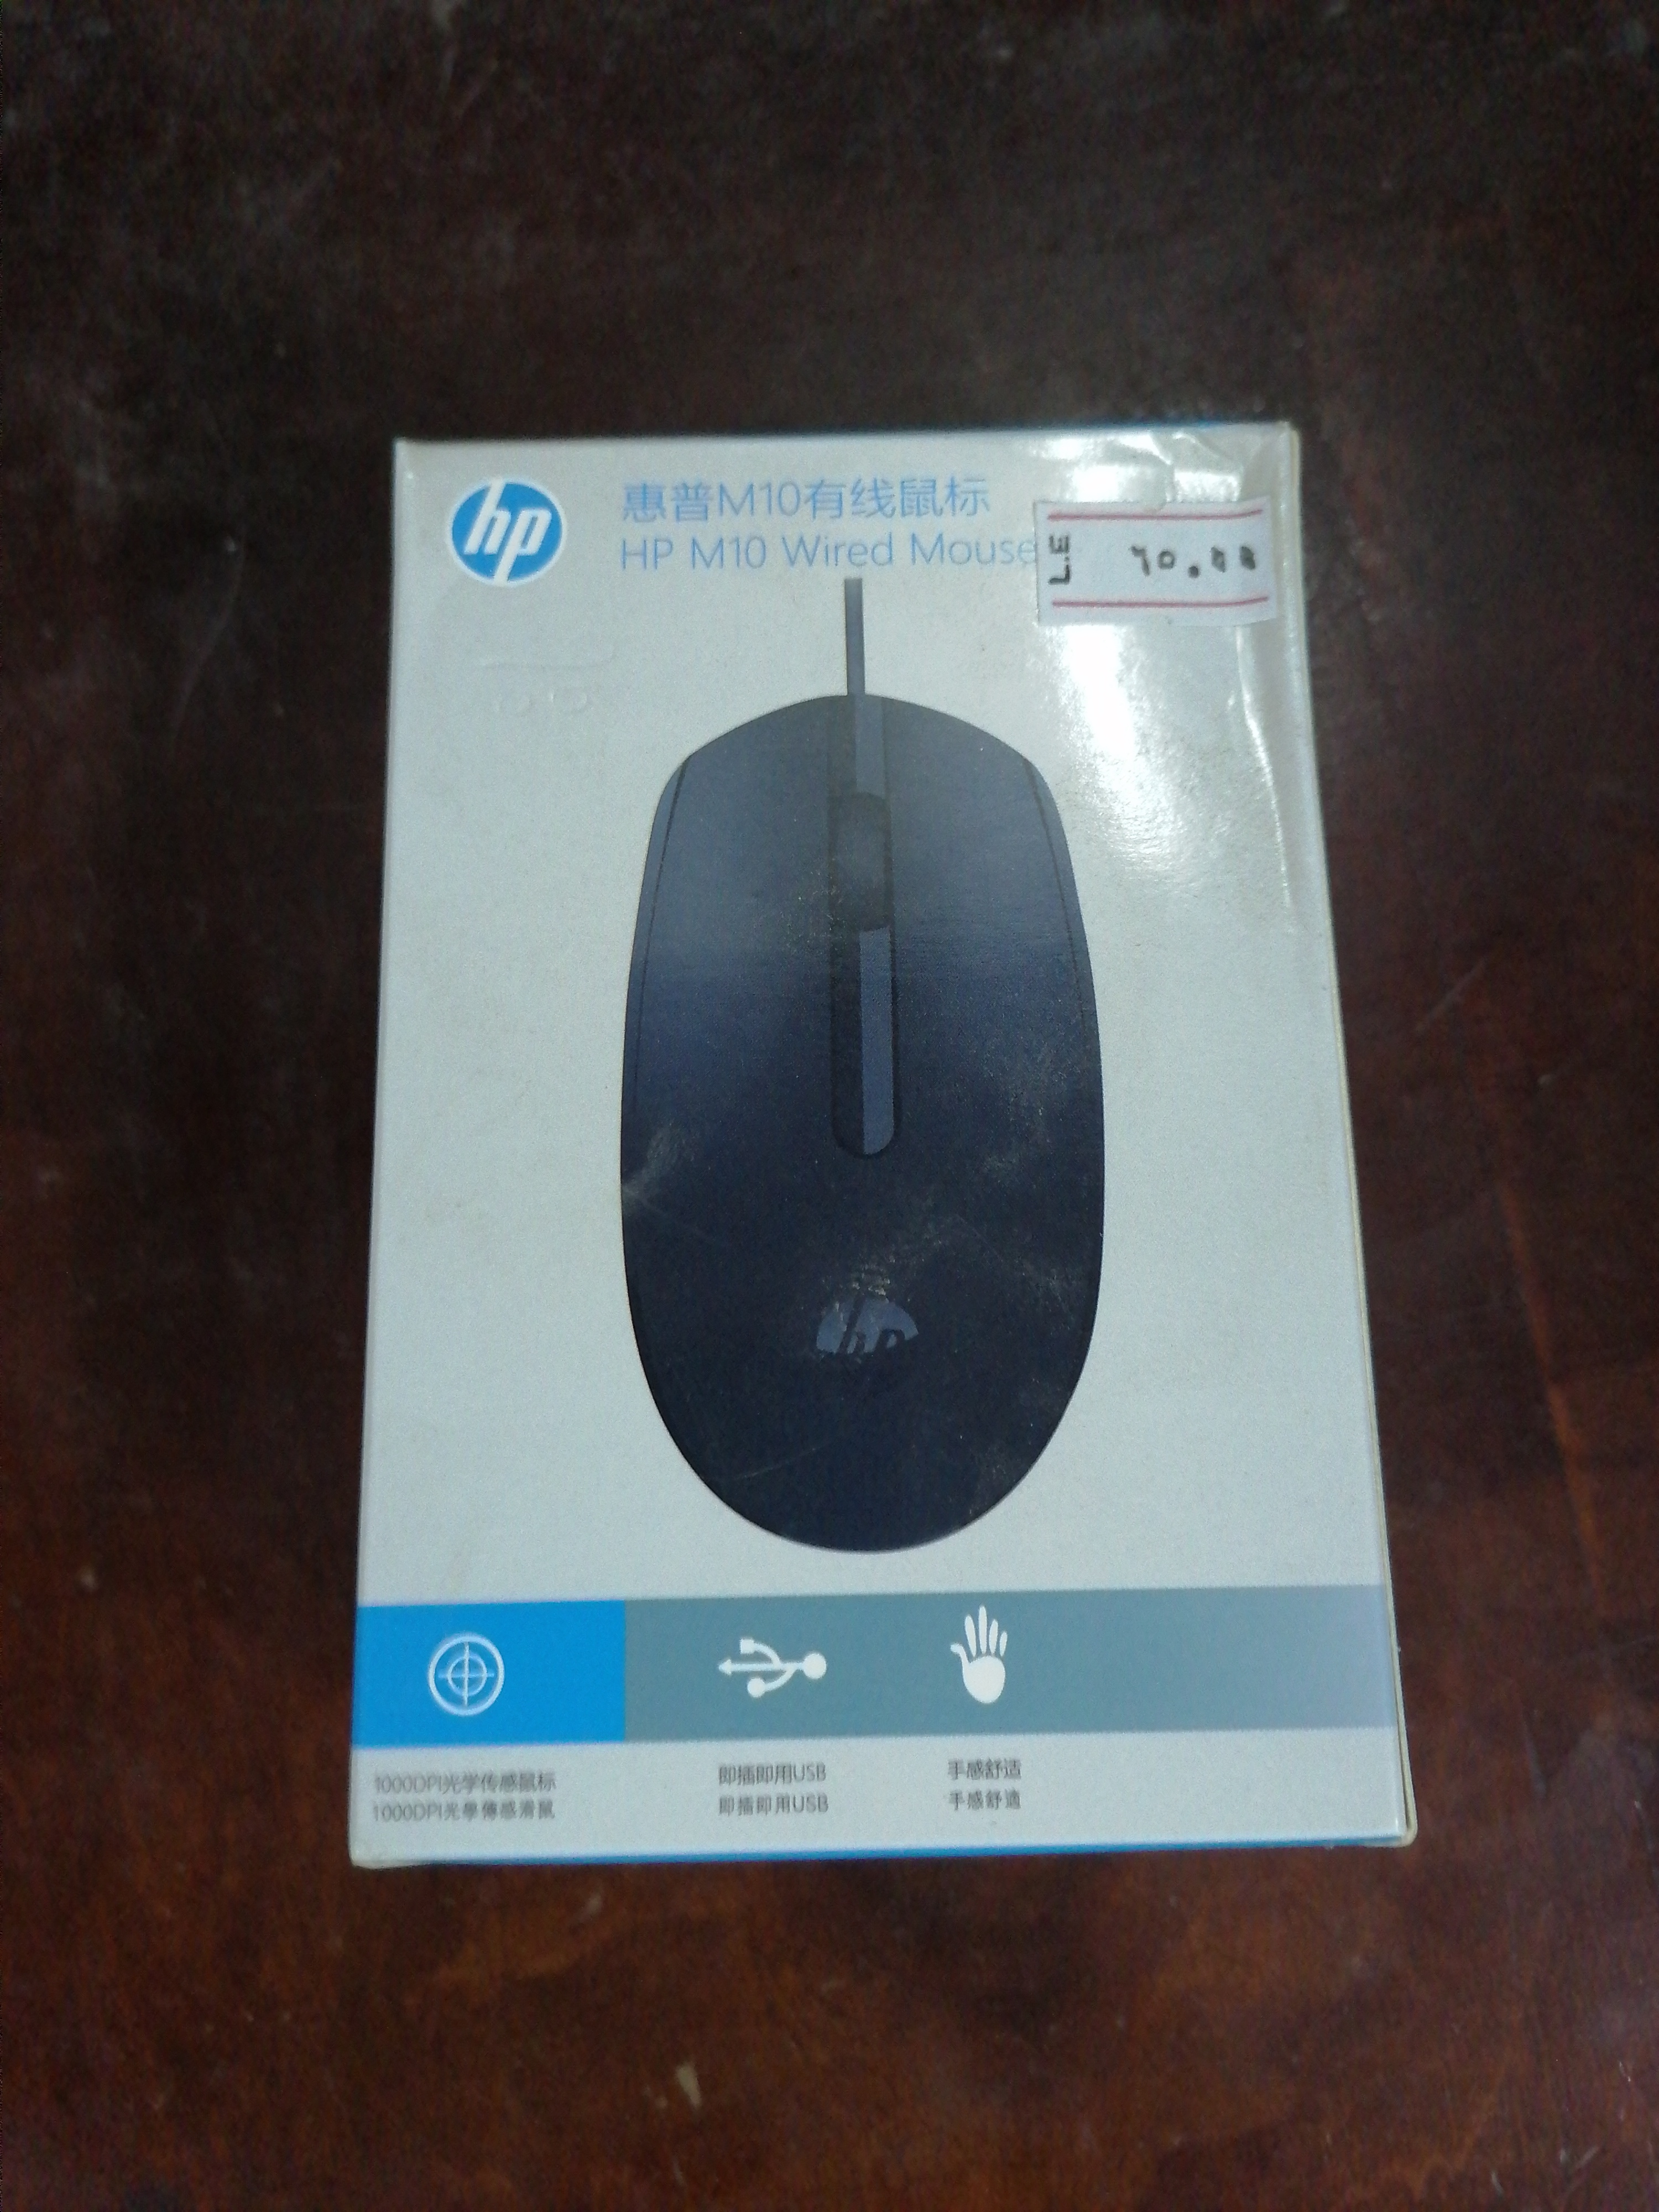 hp
惠普M10有线鼠标
HP M10 Wired Mouse
L.E
hp
1000DPI光学传感鼠标
1000DPI光學傳感滑鼠
即插即用USB
即插即用USB
手感舒适
手感舒適